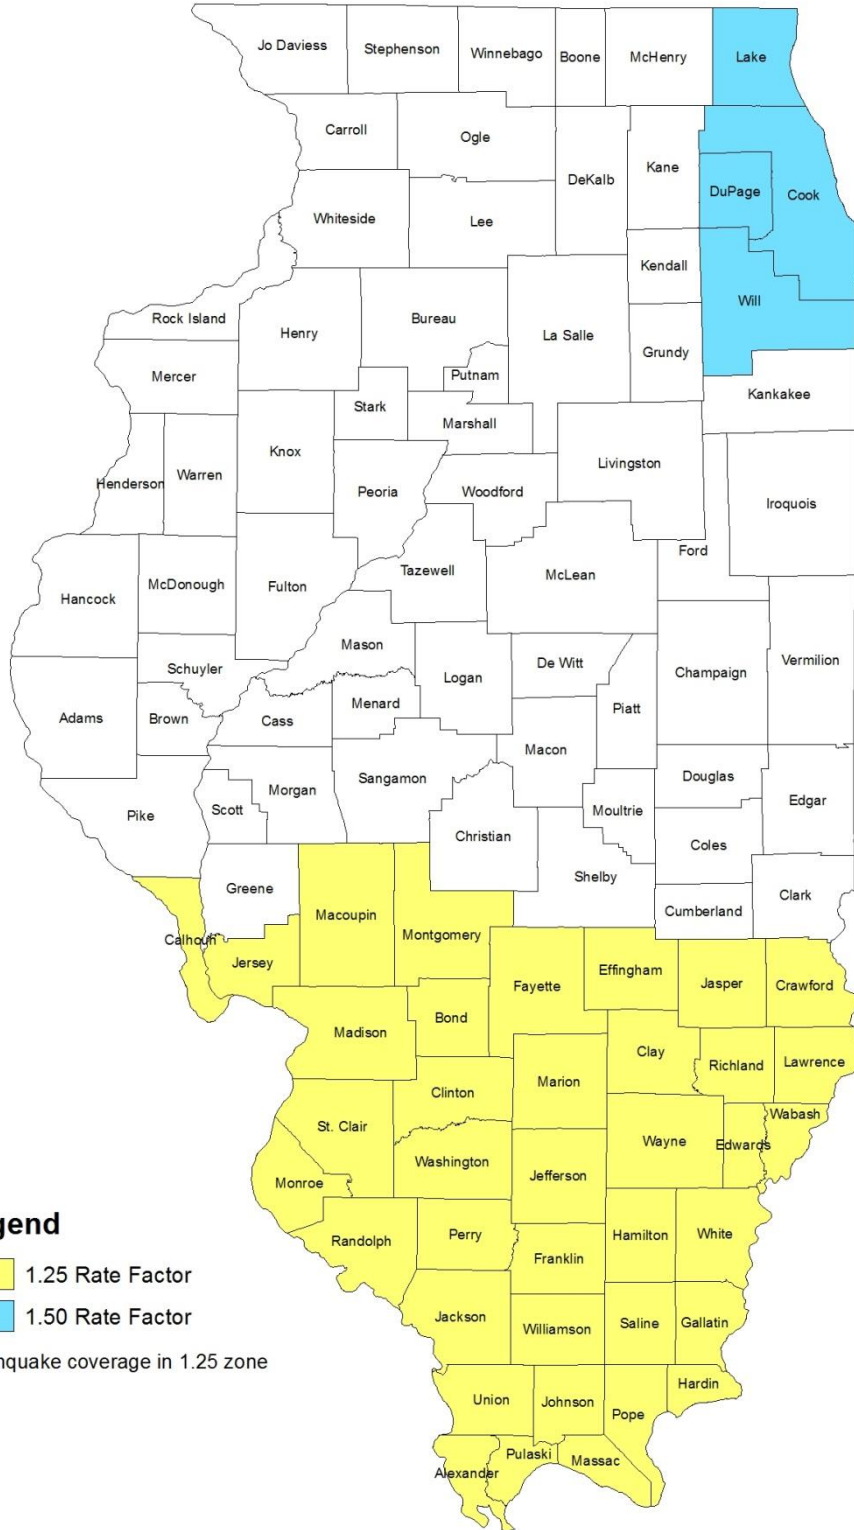 Jo Daviess
Stephenson
Winnebago
Boone
McHenry
Lake
Carroll
Ogle
DeKalb
Kane
DuPage
Cook
Whiteside
Lee
Kendall
Will
Rock Island
Henry
Bureau
La Salle
Grundy
Mercer
Putnam
Kankakee
Stark
Marshall
Henderson
Warren
Knox
Peoria
Woodford
Livingston
Iroquois
Ford
Hancock
McDonough
Fulton
Tazewell
McLean
Schuyler
Mason
Logan
De Witt
Champaign
Vermilion
Adams
Brown
Cass
Menard
Piatt
Macon
Pike
Scott
Morgan
Sangamon
Christian
Moultrie
Douglas
Edgar
Coles
Shelby
Greene
Cumberland
Clark
Calhoun
Jersey
Macoupin
Montgomery
Fayette
Effingham
Jasper
Crawford
Madison
Bond
Clay
Richland
Lawrence
Clinton
Marion
St. Clair
Washington
Jefferson
Wayne
Edwards
Wabash
Monroe
Randolph
Perry
Franklin
Hamilton
White
Jackson
Williamson
Saline
Gallatin
Union
Johnson
Pope
Hardin
Alexander
Pulaski
Massac
gend
1.25 Rate Factor
1.50 Rate Factor
nquake coverage in 1.25 zone